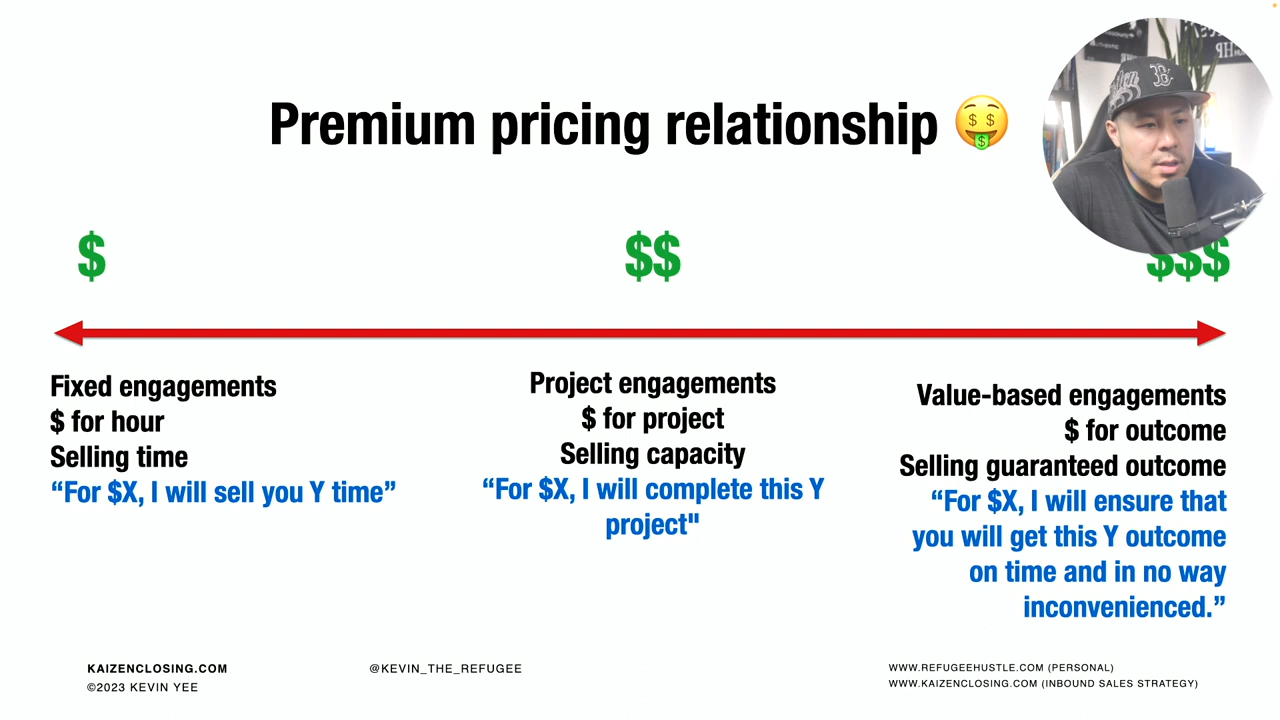 Premium pricing relationship 🤑
$
$$
$$$
Fixed engagements
$ for hour
Selling time
“For $X, I will sell you Y time”
Project engagements
$ for project
Selling capacity
“For $X, I will complete this Y
project"
Value-based engagements
$ for outcome
Selling guaranteed outcome
“For $X, I will ensure that
you will get this Y outcome
on time and in no way
inconvenienced.”
KAIZENCLOSING.COM
©2023 KEVIN YEE
@KEVIN_THE_REFUGEE
WWW.REFUGEEHUSTLE.COM (PERSONAL)
WWW.KAIZENCLOSING.COM (INBOUND SALES STRATEGY)